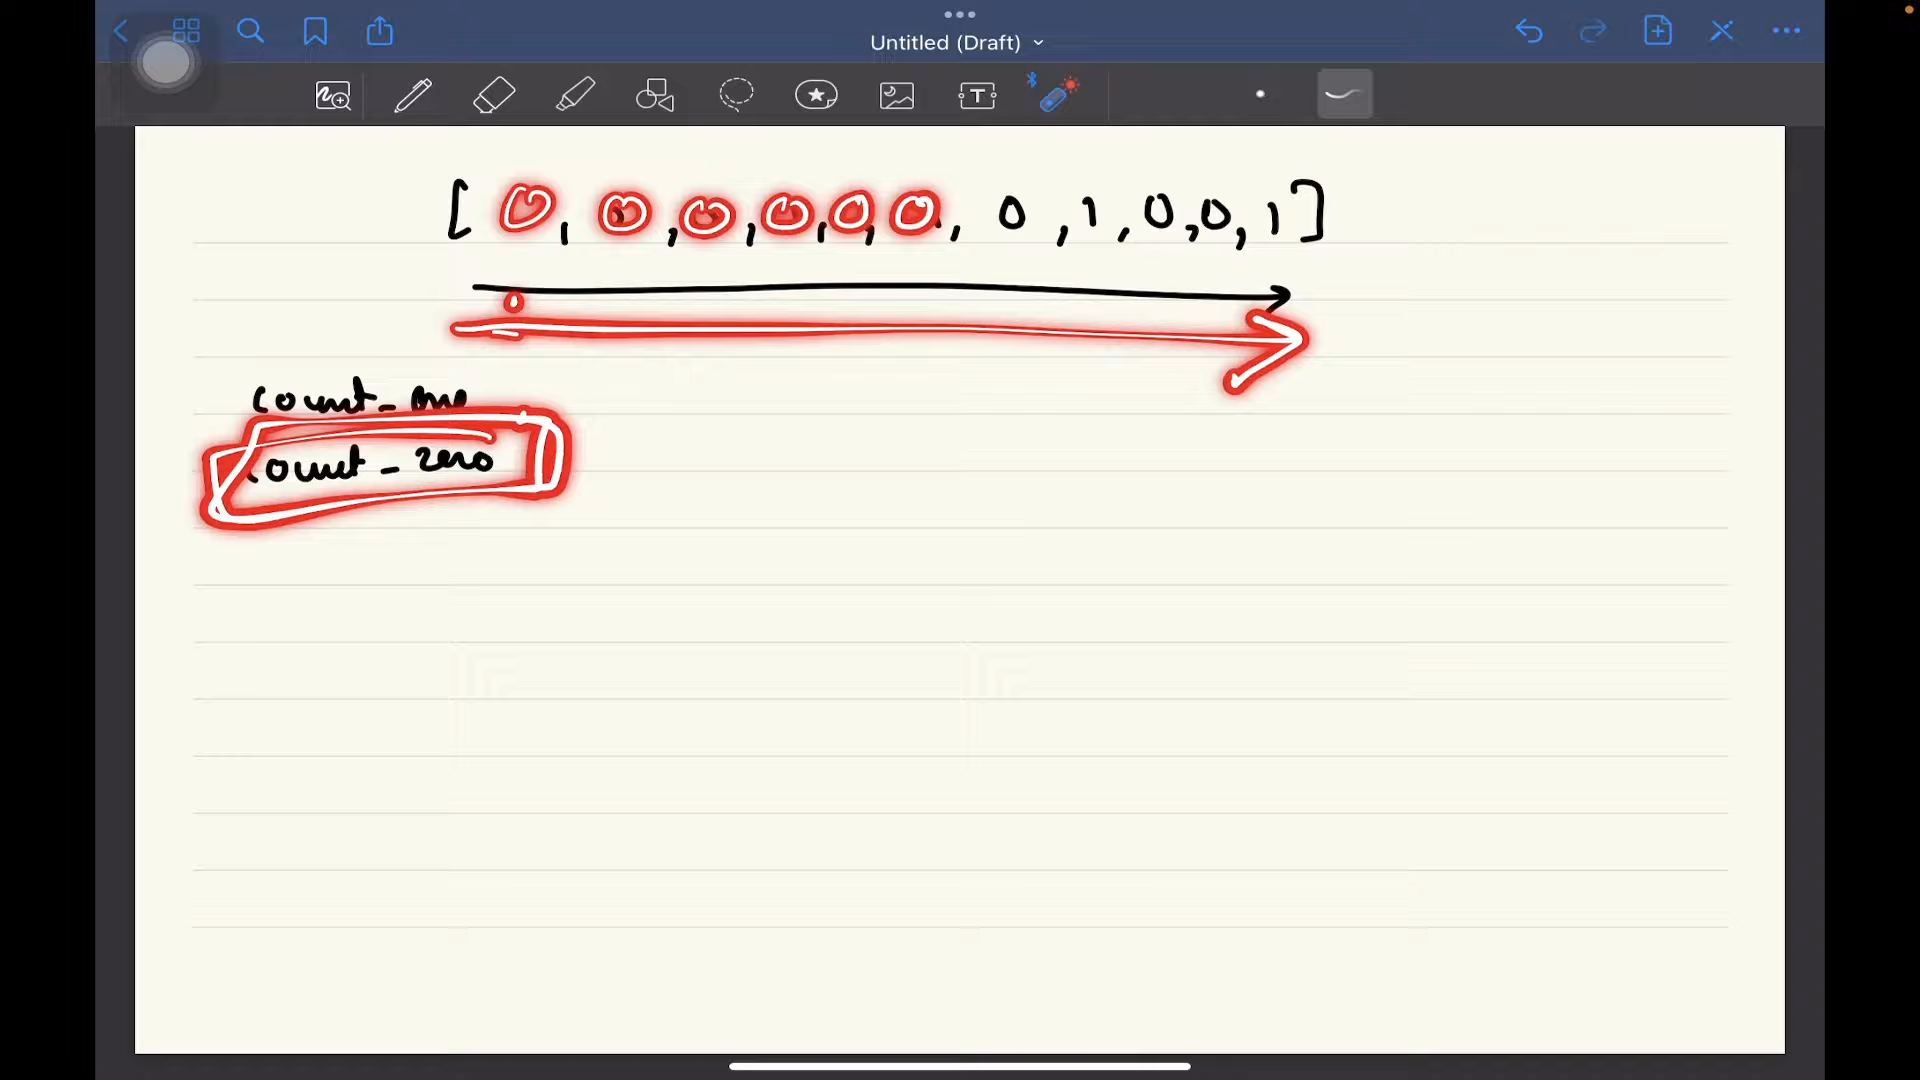 Untitled (Draft)
T
[ 0, 0, 0, 0, 0, 0, 0, 1, 0, 0, 1 ]
count_one
count_zero